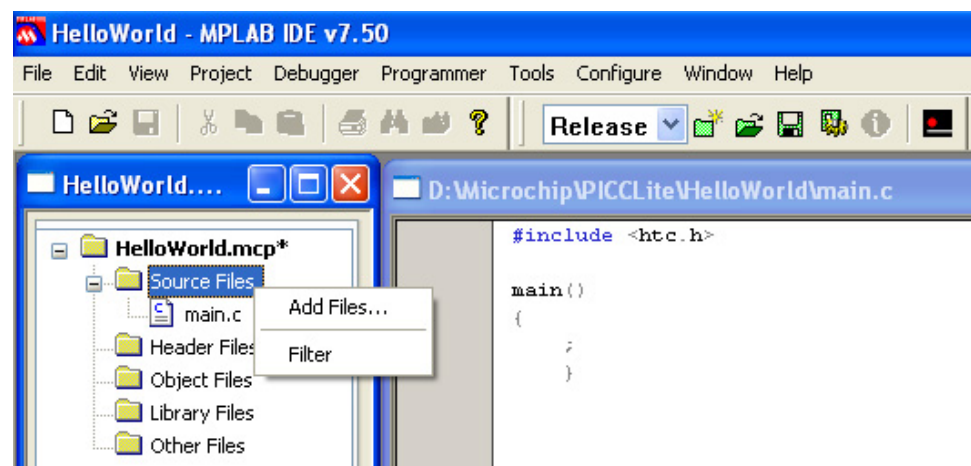 HelloWorld - MPLAB IDE v7.50
File Edit View Project Debugger Programmer Tools Configure Window Help
Release
HelloWorld....
D:\Microchip\PICCLite\HelloWorld\main.c
HelloWorld.mcp*
Source Files
main.c
Header Files
Object Files
Library Files
Other Files
Add Files...
Filter
#include <htc.h>
main()
{
;
}